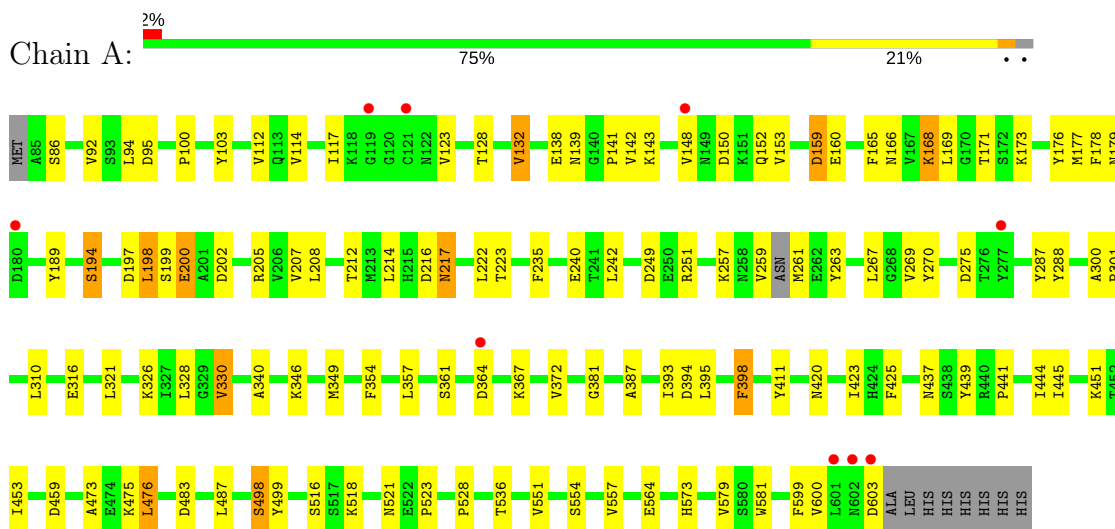 2%
Chain A:
75% 21% • •
MET A85 S86 V92 S93 L94 D95 P100 Y103 V112 Q113 V114 I117 K118 G119 G120 C121 N122 V123 T128 V132 E138 N139 G140 P141 V142 K143 V148 N149 D150 K151 Q152 V153 D159 E160 F165 N166 V167 K168 L169 G170 T171 S172 K173 Y176 M177 F178 N179
D180 Y189 S194 D197 L198 S199 E200 A201 D202 R205 V206 V207 L208 T212 M213 L214 H215 D216 N217 L222 T223 F235 E240 T241 L242 D249 E250 R251 K257 N258 V259 ASN M261 E262 Y263 L267 G268 V269 Y270 D275 T276 Y277 Y287 Y288 A300 P301
L310 E316 L321 K326 I327 L328 G329 V330 A340 K346 M349 F354 L357 S361 D364 K367 V372 G381 A387 I393 D394 L395 F398 Y411 N420 I423 H424 F425 N437 S438 Y439 R440 P441 I444 I445 K451 T452
I453 D459 A473 E474 K475 L476 D483 L487 S498 Y499 S516 S517 K518 N521 E522 P523 P528 T536 V551 S554 V557 E564 H573 V579 S580 W581 F599 V600 L601 N602 D603 ALA LEU HIS HIS HIS HIS HIS HIS